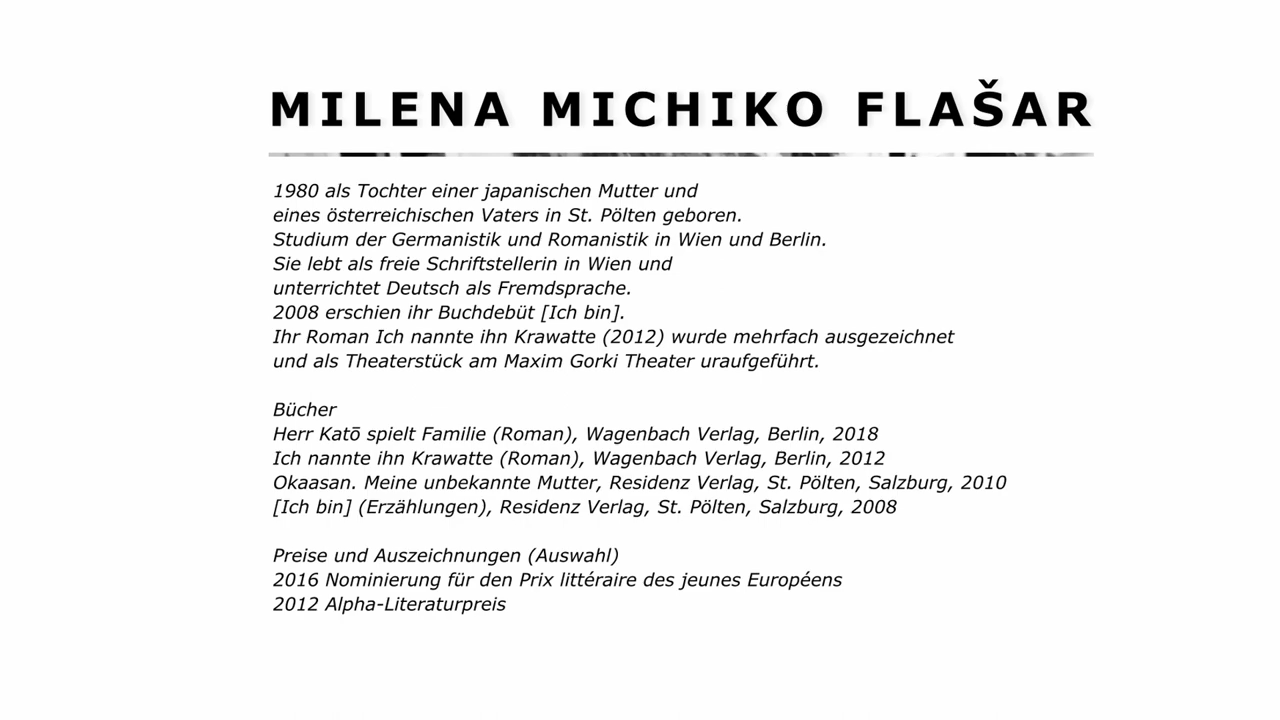 MILENA MICHIKO FLAŠAR
1980 als Tochter einer japanischen Mutter und
eines österreichischen Vaters in St. Pölten geboren.
Studium der Germanistik und Romanistik in Wien und Berlin.
Sie lebt als freie Schriftstellerin in Wien und
unterrichtet Deutsch als Fremdsprache.
2008 erschien ihr Buchdebüt [Ich bin].
Ihr Roman Ich nannte ihn Krawatte (2012) wurde mehrfach ausgezeichnet
und als Theaterstück am Maxim Gorki Theater uraufgeführt.
Bücher
Herr Katō spielt Familie (Roman), Wagenbach Verlag, Berlin, 2018
Ich nannte ihn Krawatte (Roman), Wagenbach Verlag, Berlin, 2012
Okaasan. Meine unbekannte Mutter, Residenz Verlag, St. Pölten, Salzburg, 2010
[Ich bin] (Erzählungen), Residenz Verlag, St. Pölten, Salzburg, 2008
Preise und Auszeichnungen (Auswahl)
2016 Nominierung für den Prix littéraire des jeunes Européens
2012 Alpha-Literaturpreis